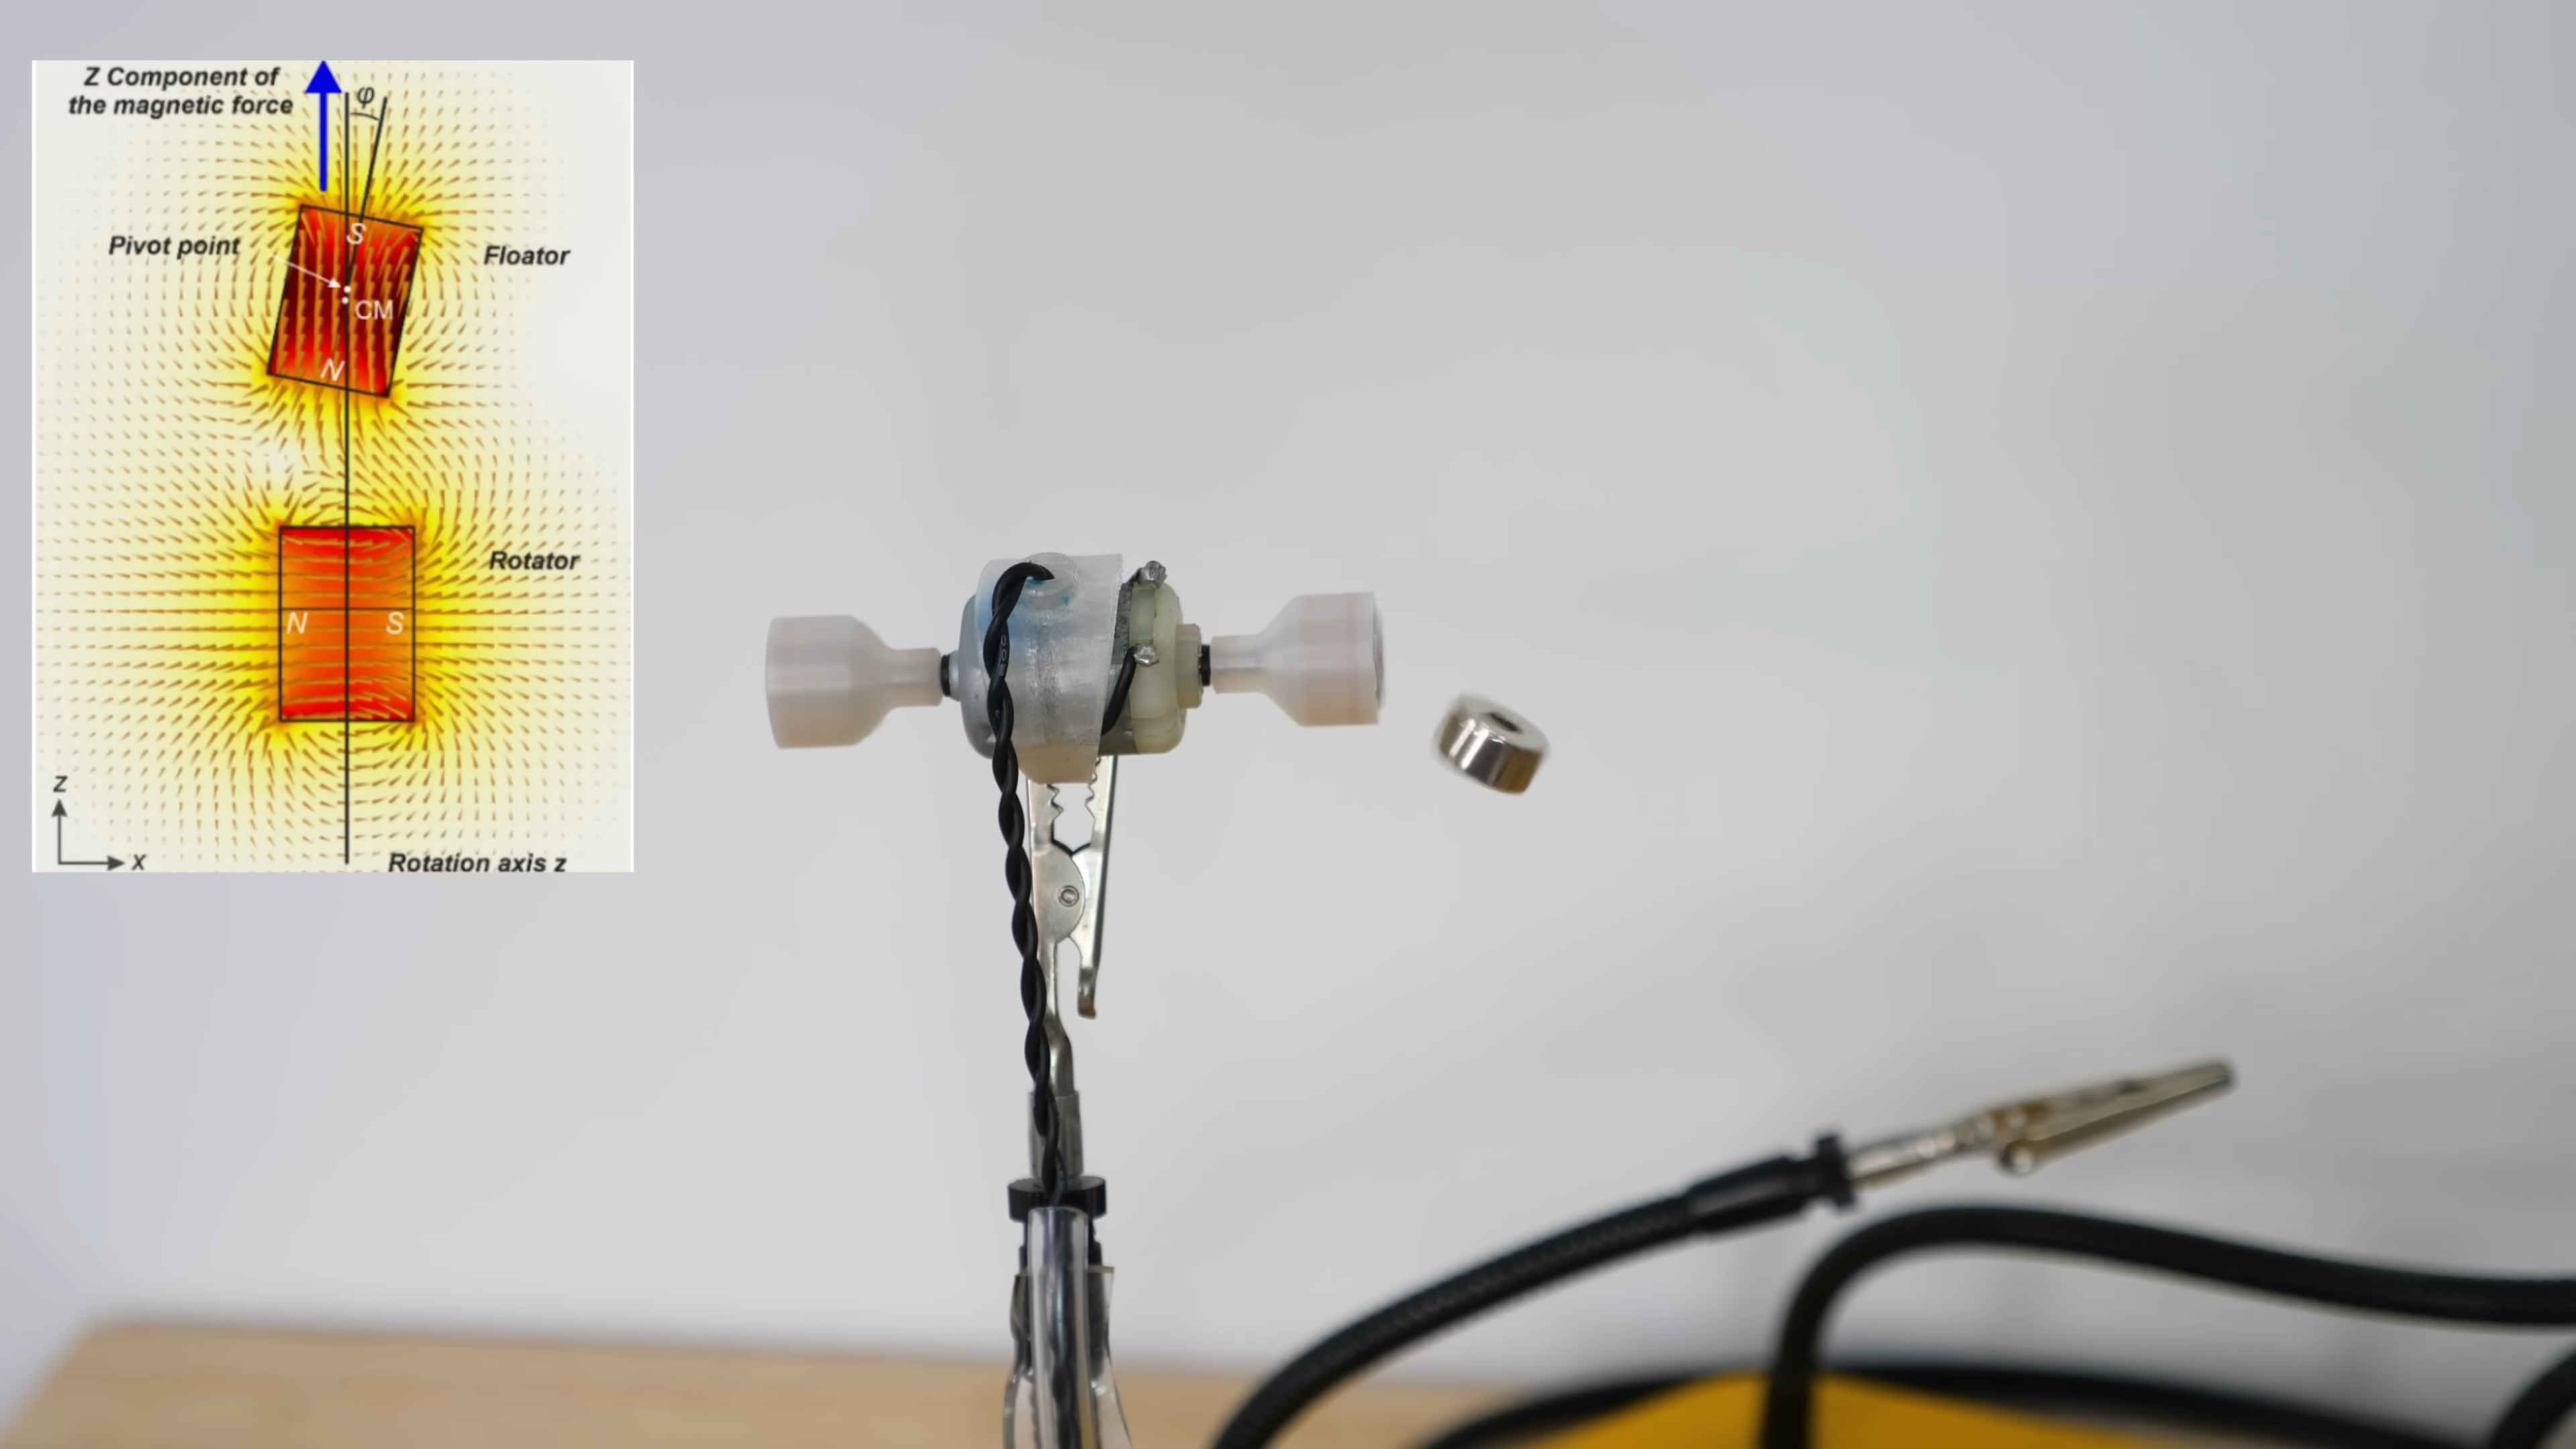 Z Component of
the magnetic force
φ
S
Pivot point
Floator
CM
N
Rotator
N
S
Z
X
Rotation axis z